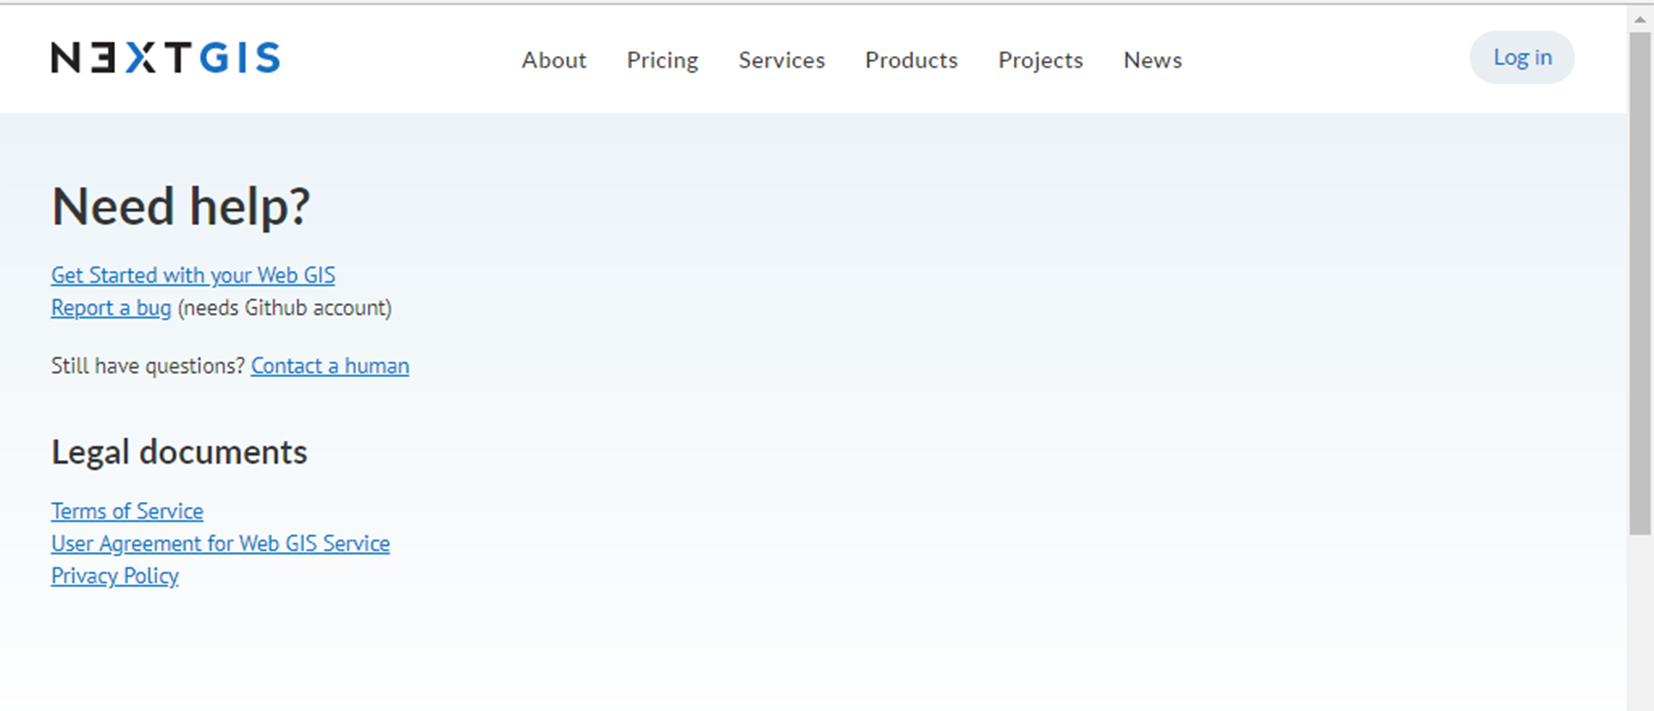 NEXTGIS
About Pricing Services Products Projects News
Log in
Need help?
Get Started with your Web GIS
Report a bug (needs Github account)
Still have questions? Contact a human
Legal documents
Terms of Service
User Agreement for Web GIS Service
Privacy Policy